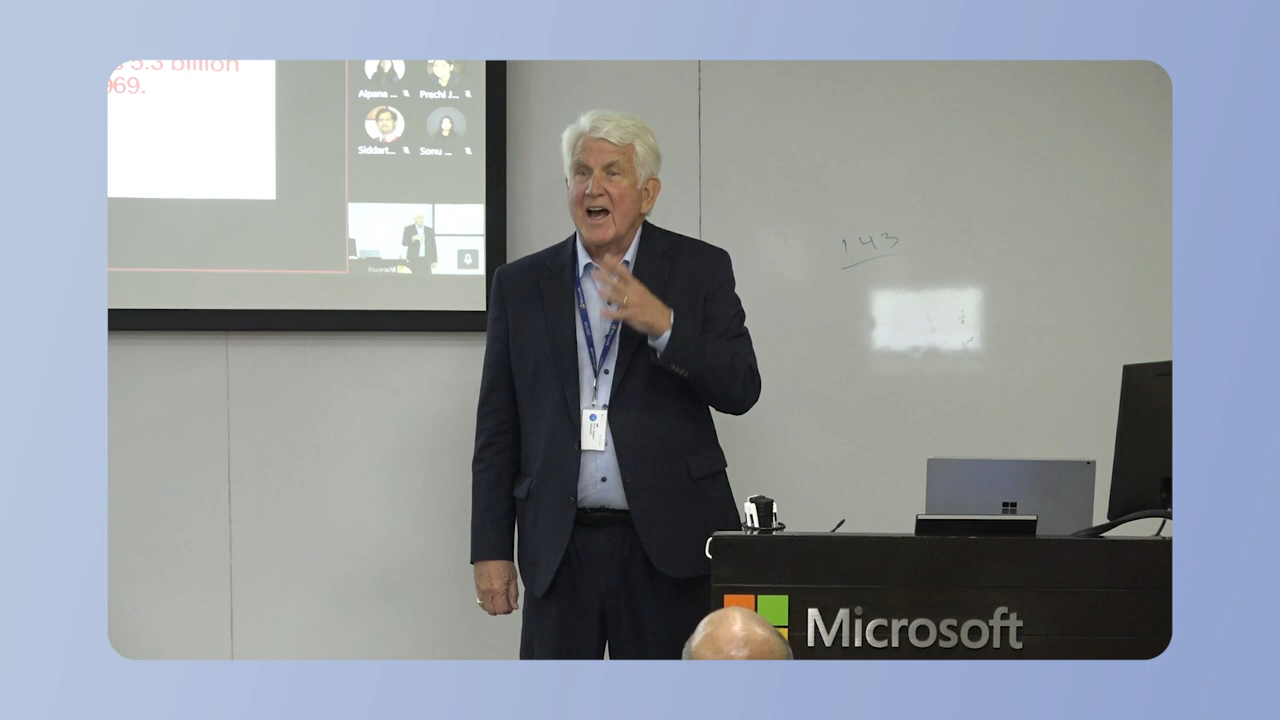 5.3 billion
969.
Alpana ...
Prachi J...
Siddart...
Sonu ...
143
Microsoft